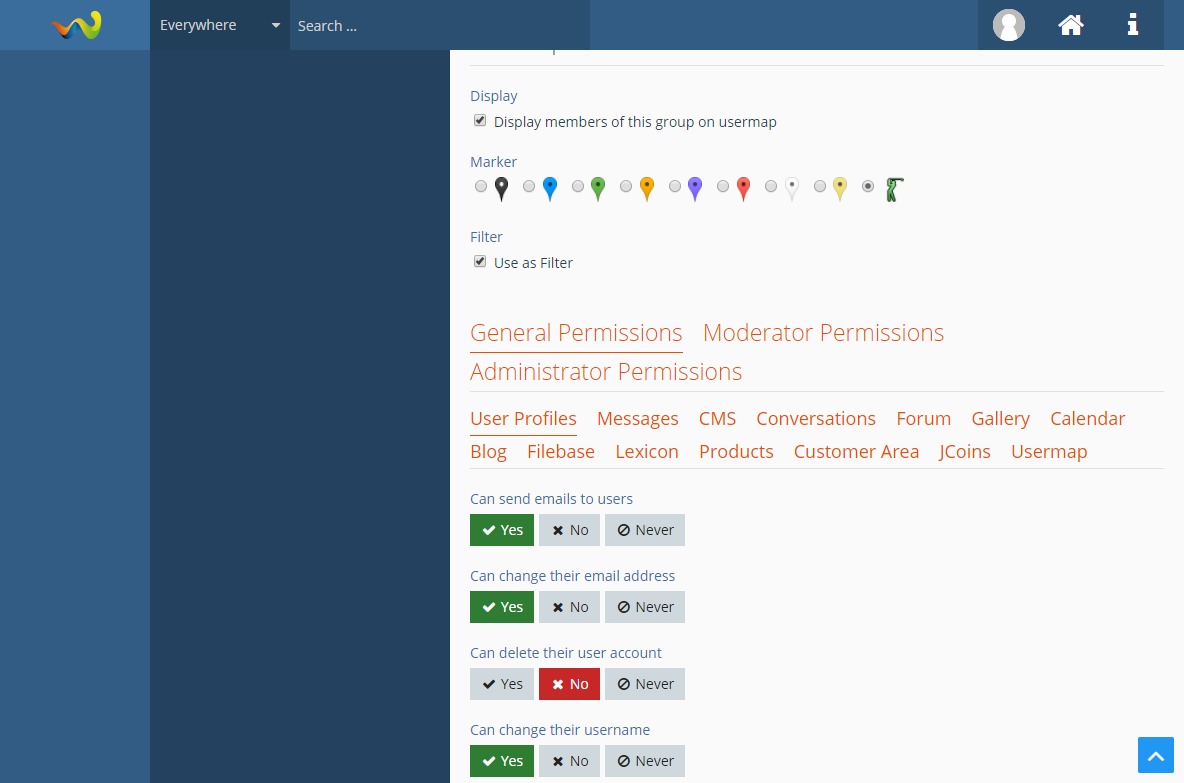 Everywhere Search ...
Display
Display members of this group on usermap
Marker
Filter
Use as Filter
General Permissions Moderator Permissions
Administrator Permissions
User Profiles Messages CMS Conversations Forum Gallery Calendar
Blog Filebase Lexicon Products Customer Area JCoins Usermap
Can send emails to users
Yes No Never
Can change their email address
Yes No Never
Can delete their user account
Yes No Never
Can change their username
Yes No Never